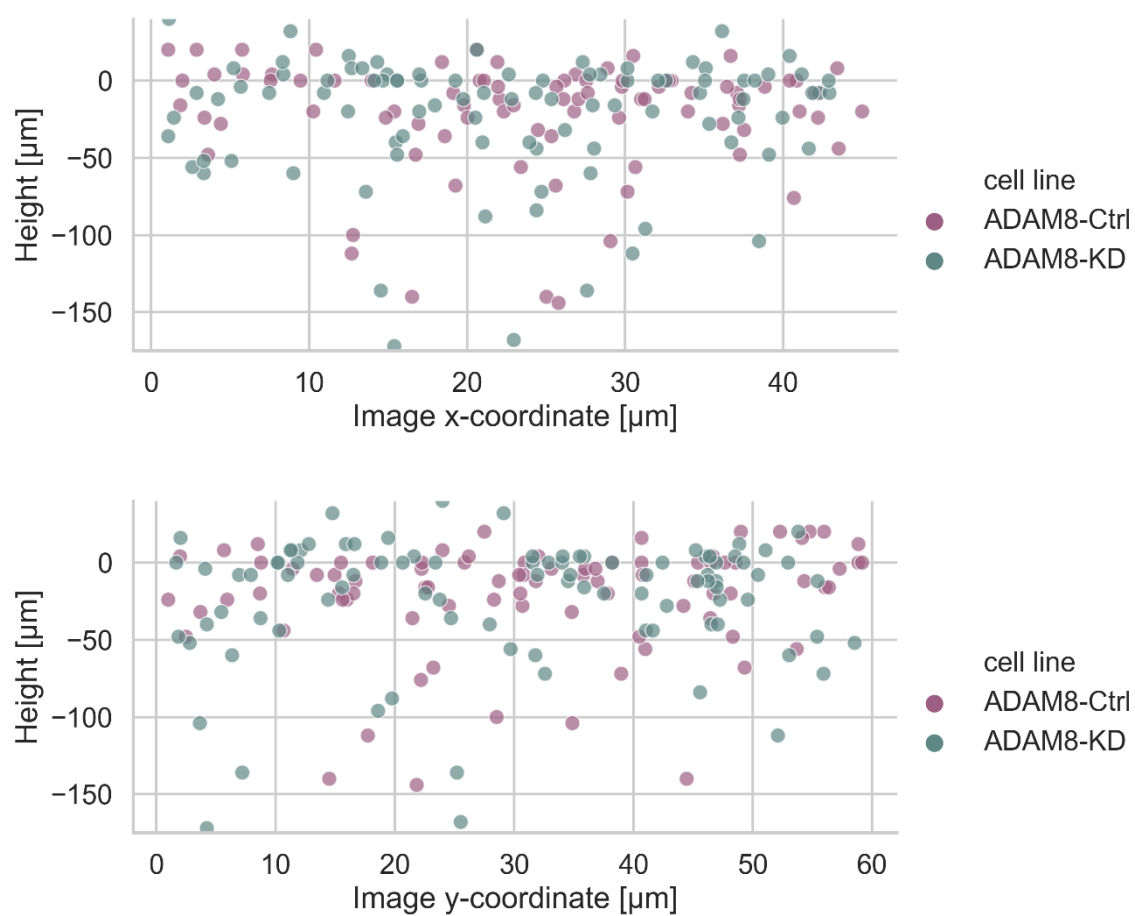 0
−50
−100
−150
Height [µm]
0 10 20 30 40
Image x-coordinate [µm]
cell line
ADAM8-Ctrl
ADAM8-KD
0
−50
−100
−150
Height [µm]
0 10 20 30 40 50 60
Image y-coordinate [µm]
cell line
ADAM8-Ctrl
ADAM8-KD